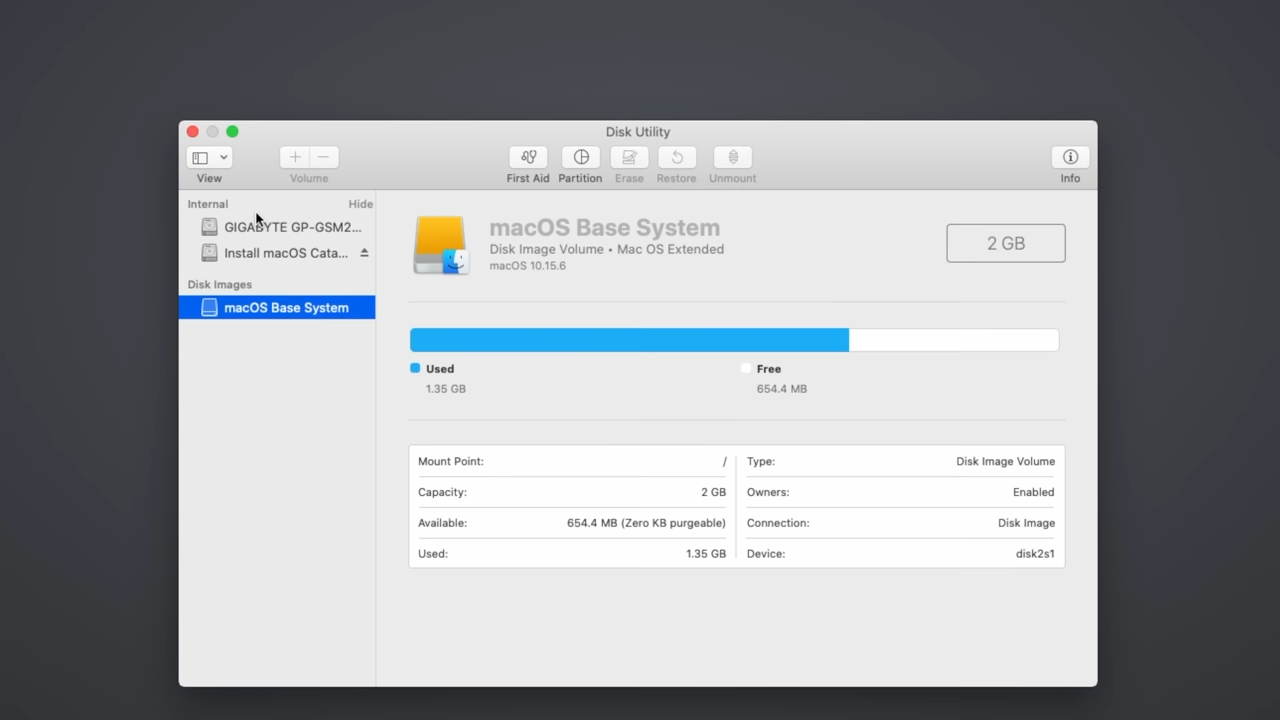 Disk Utility
View
Volume
First Aid
Partition
Erase
Restore
Unmount
Info
Internal
Hide
GIGABYTE GP-GSM2...
Install macOS Cata...
Disk Images
macOS Base System
macOS Base System
Disk Image Volume • Mac OS Extended
macOS 10.15.6
2 GB
Used
1.35 GB
Free
654.4 MB
Mount Point: /
Capacity: 2 GB
Available: 654.4 MB (Zero KB purgeable)
Used: 1.35 GB
Type: Disk Image Volume
Owners: Enabled
Connection: Disk Image
Device: disk2s1